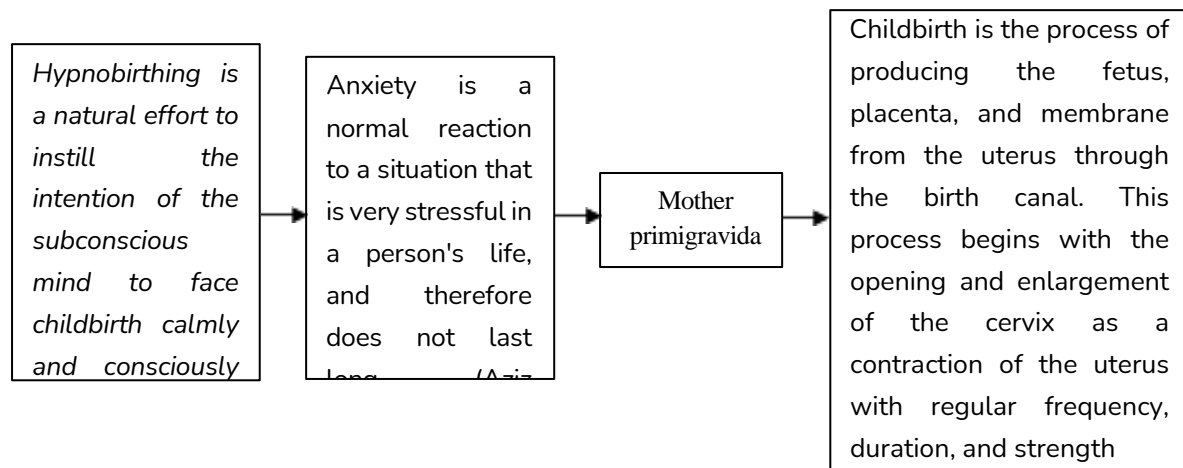 Hypnobirthing is
a natural effort to
instill the
intention of the
subconscious
mind to face
childbirth calmly
and consciously
Anxiety is a
normal reaction
to a situation that
is very stressful in
a person's life,
and therefore
does not last
long (Aziz
Mother
primigravida
Childbirth is the process of
producing the fetus,
placenta, and membrane
from the uterus through
the birth canal. This
process begins with the
opening and enlargement
of the cervix as a
contraction of the uterus
with regular frequency,
duration, and strength